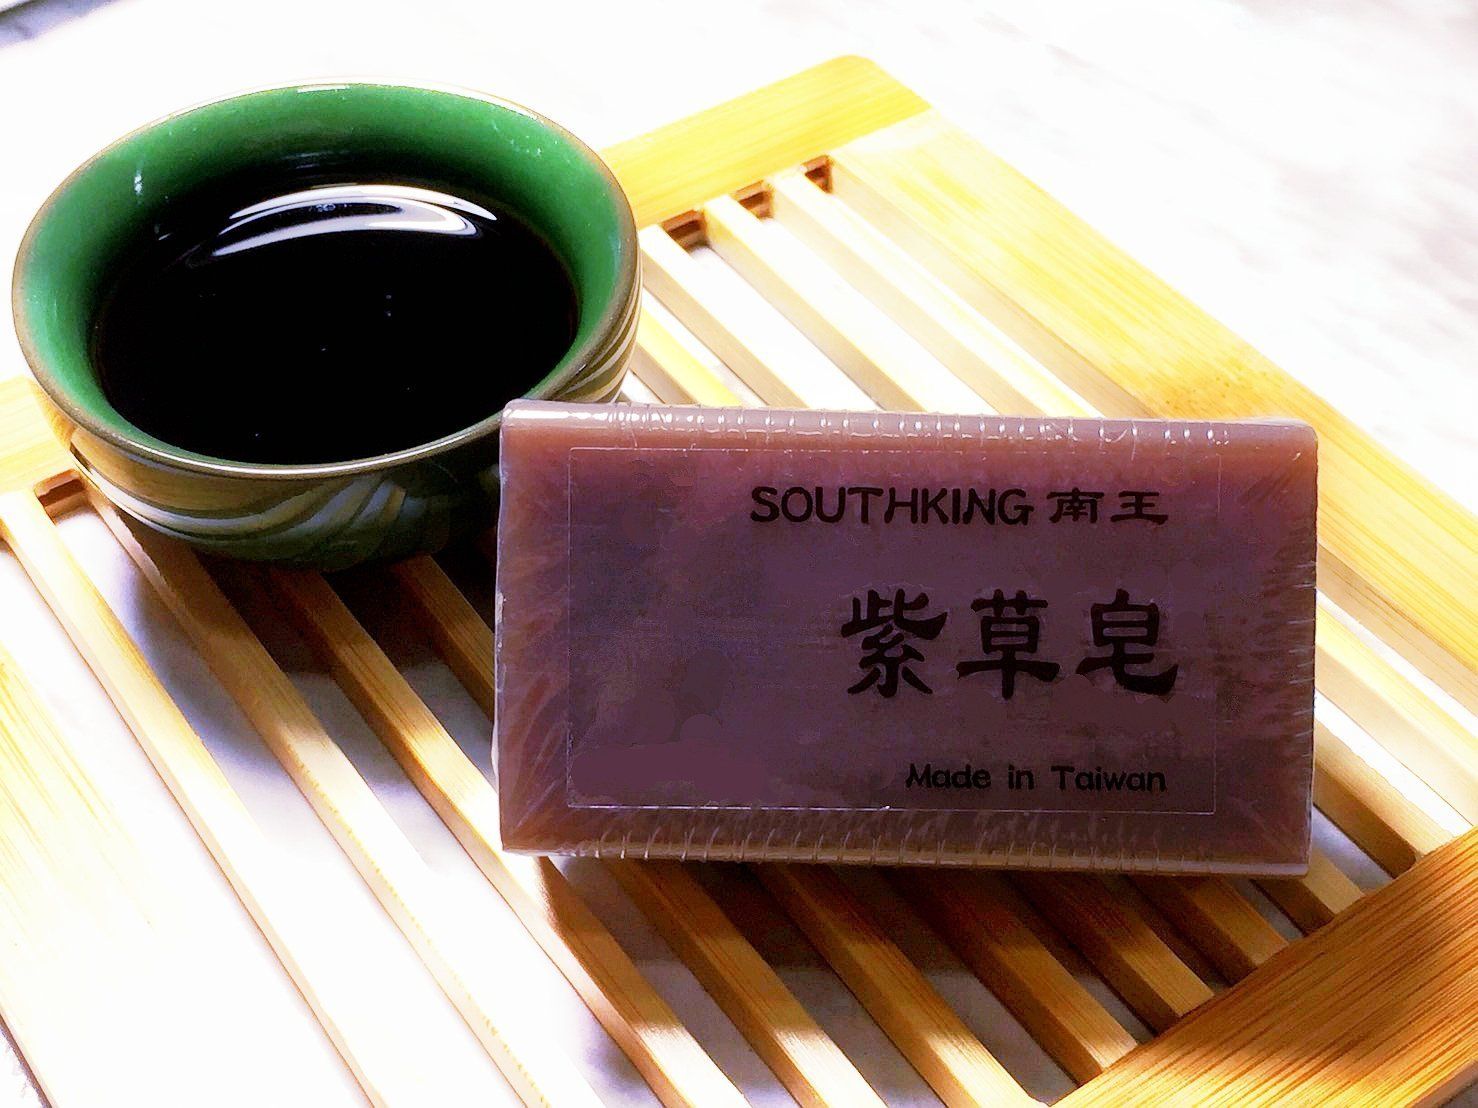 SOUTHKING 南王
紫草皂
Made in Taiwan